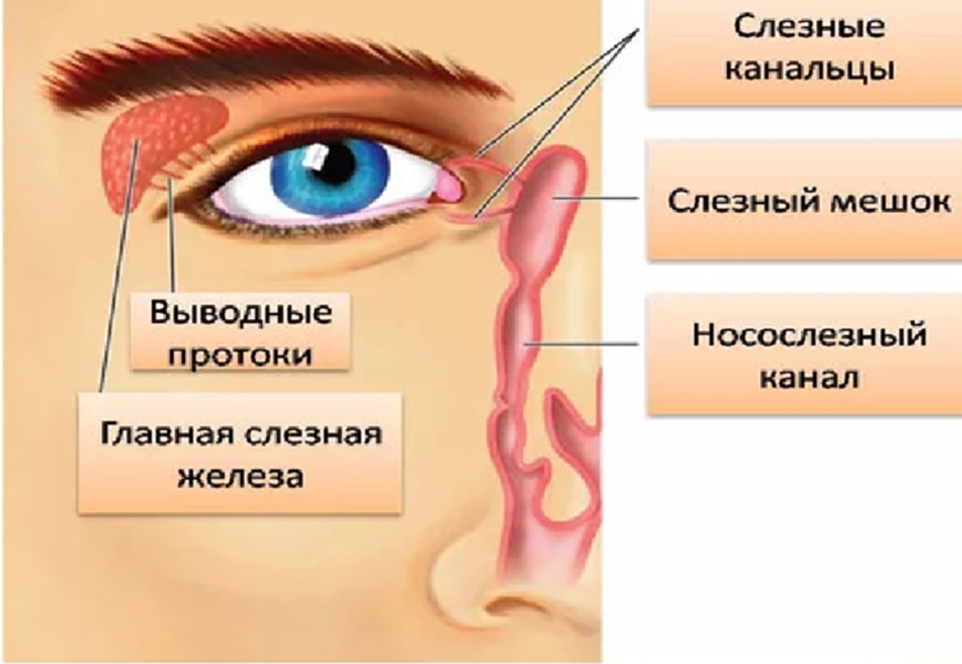 Слезные
канальцы
Слезный мешок
Носослезный
канал
Выводные
протоки
Главная слезная
железа